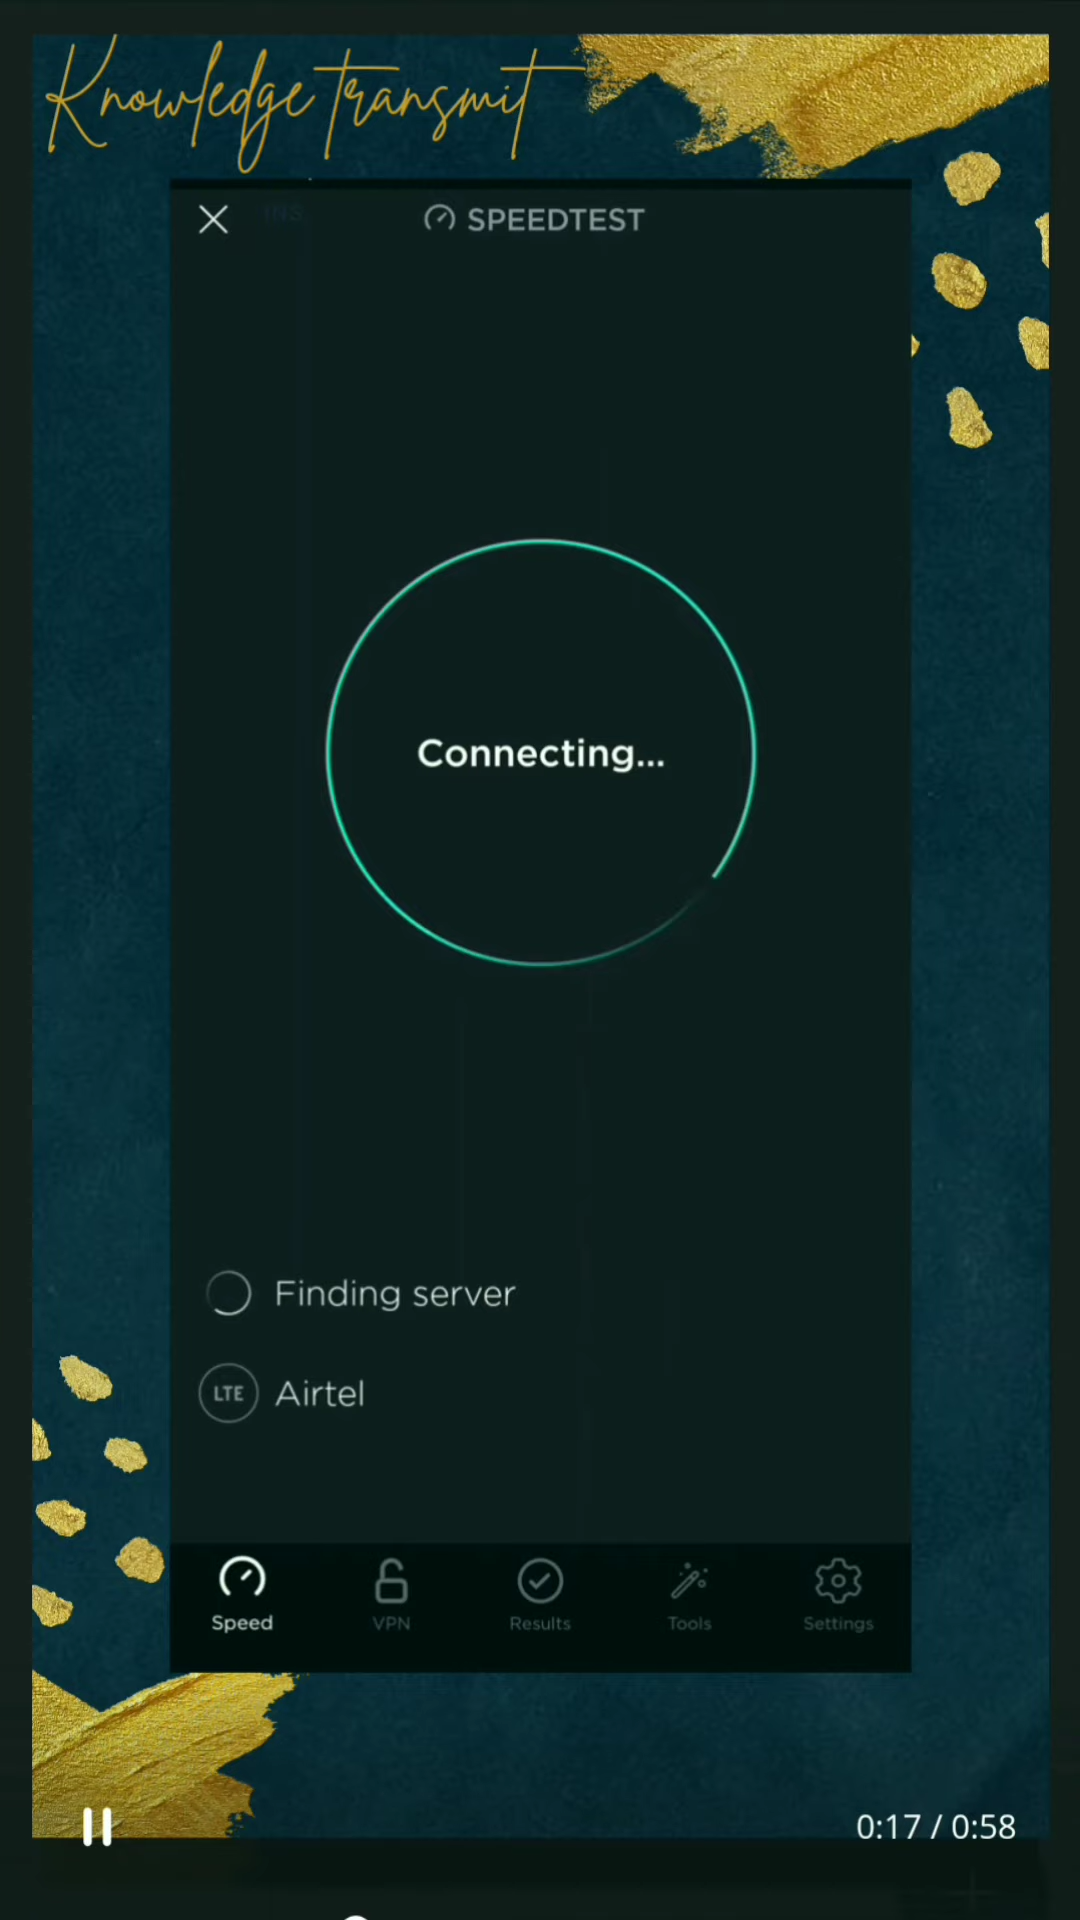 Knowledge transmit
SPEEDTEST
Connecting...
Finding server
LTE Airtel
Speed VPN Results Tools Settings
0:17 / 0:58